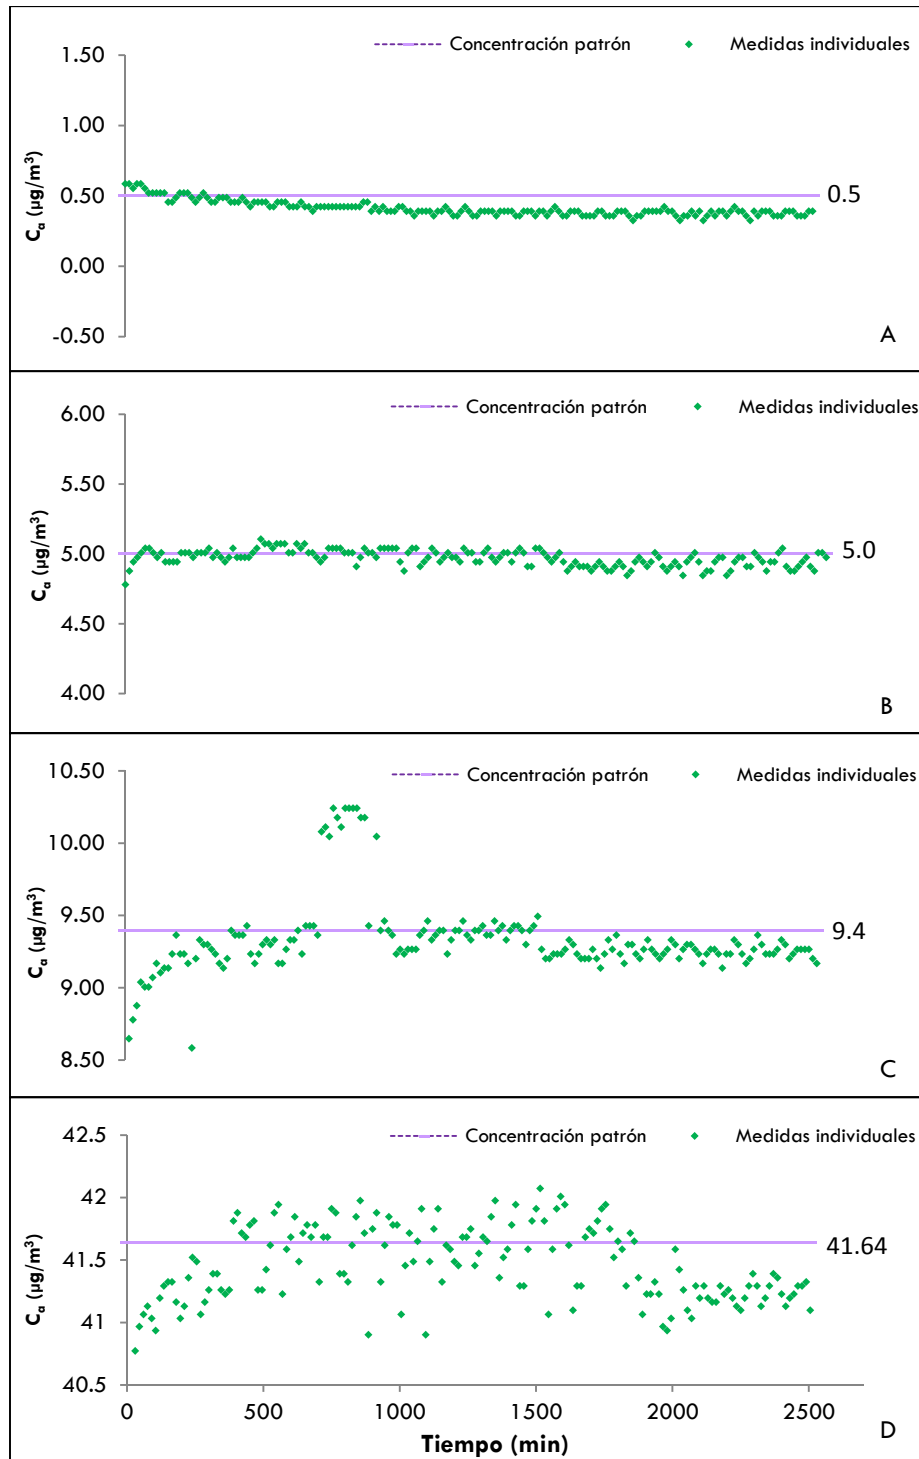 Concentración patrón Medidas individuales
1.50
1.00
0.50
0.00
-0.50
Cα (µg/m³)
0.5
A
Concentración patrón Medidas individuales
6.00
5.50
5.00
4.50
4.00
Cα (µg/m³)
5.0
B
Concentración patrón Medidas individuales
10.50
10.00
9.50
9.00
8.50
Cα (µg/m³)
9.4
C
Concentración patrón Medidas individuales
42.5
42
41.5
41
40.5
Cα (µg/m³)
41.64
0 500 1000 1500 2000 2500
Tiempo (min)
D